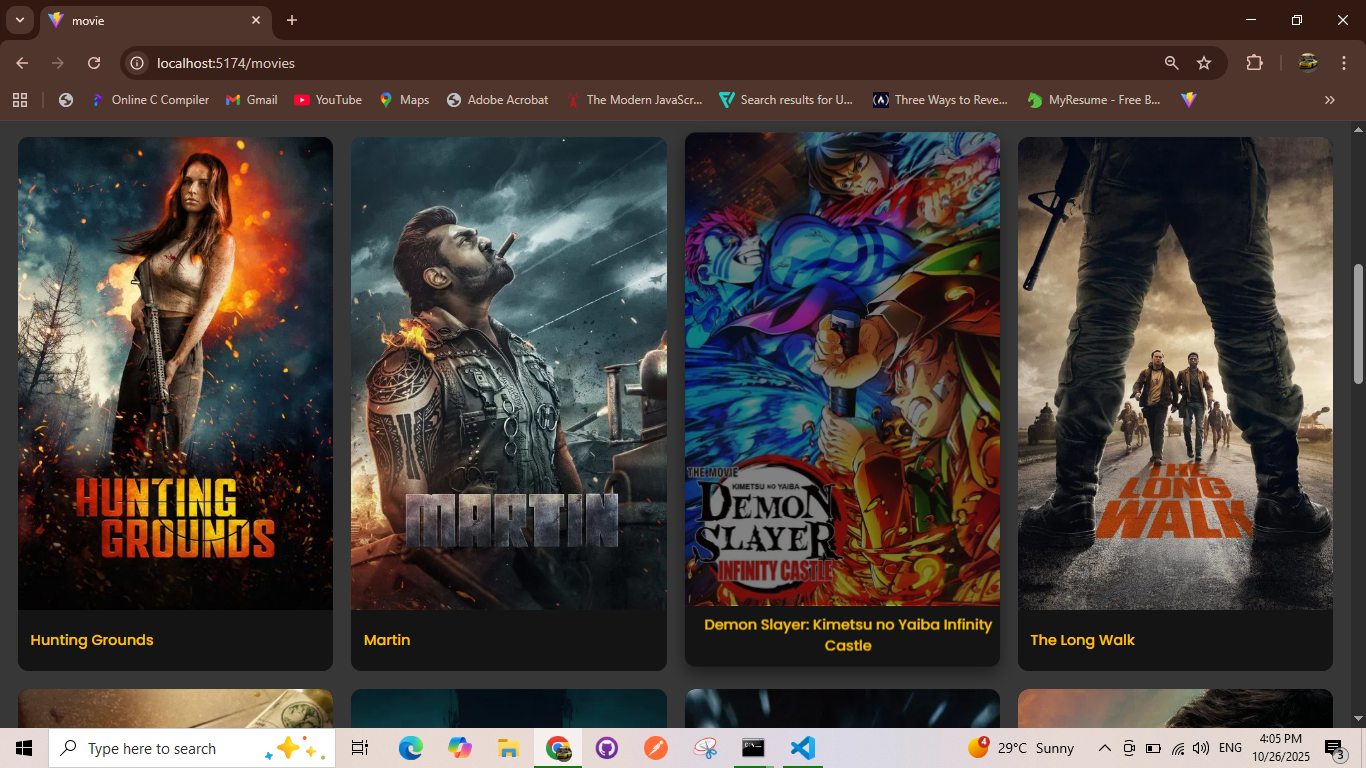 movie
localhost:5174/movies
Online C Compiler
Gmail
YouTube
Maps
Adobe Acrobat
The Modern JavaScr...
Search results for U...
Three Ways to Reve...
MyResume - Free B...
HUNTING
GROUNDS
MARTIN
THE MOVIE
KIMETSU NO YAIBA
DEMON
SLAYER
INFINITY CASTLE
THE
LONG
WALK
Hunting Grounds
Martin
Demon Slayer: Kimetsu no Yaiba Infinity
Castle
The Long Walk
Type here to search
4
29°C Sunny
ENG
4:05 PM
10/26/2025
3